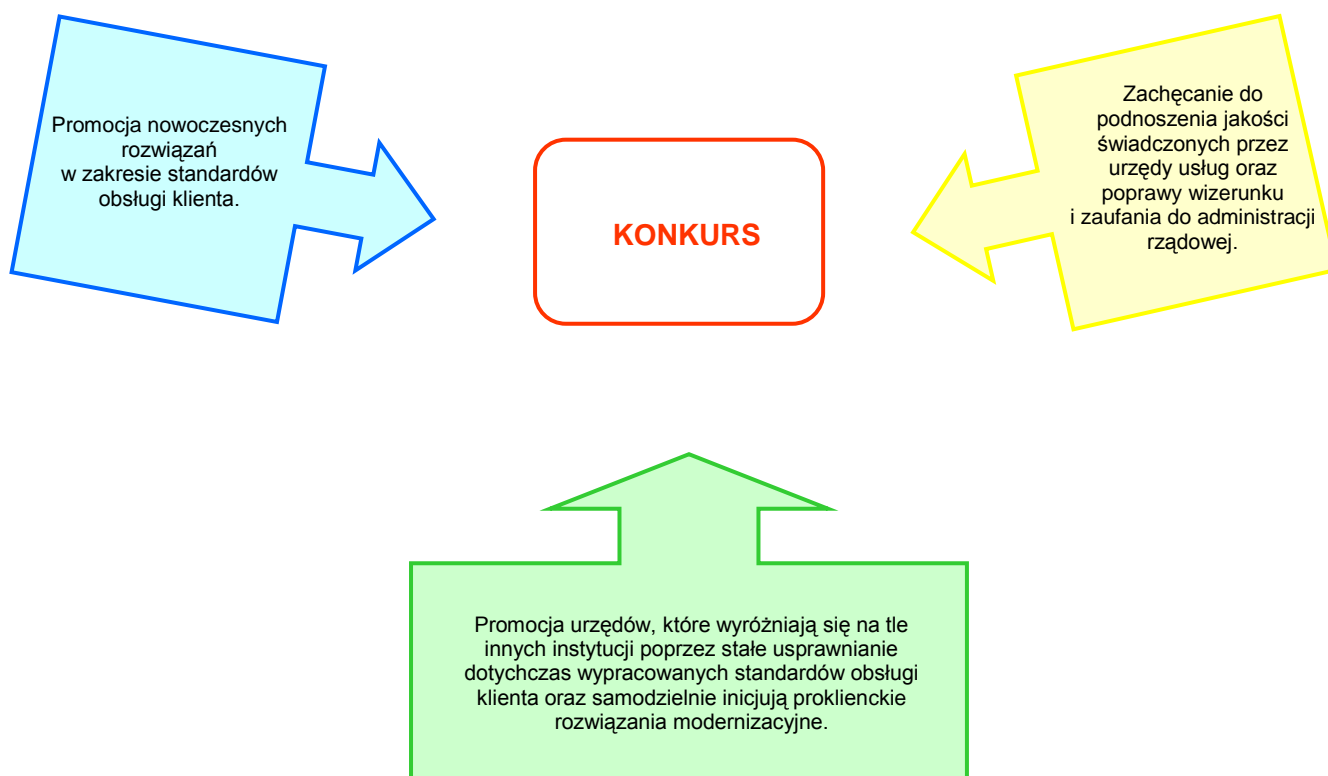 Promocja nowoczesnych
rozwiązań
w zakresie standardów
obsługi klienta.
KONKURS
Zachęcanie do
podnoszenia jakości
świadczonych przez
urzędy usług oraz
poprawy wizerunku
i zaufania do administracji
rządowej.
Promocja urzędów, które wyróżniają się na tle
innych instytucji poprzez stałe usprawnianie
dotychczas wypracowanych standardów obsługi
klienta oraz samodzielnie inicjują proklienckie
rozwiązania modernizacyjne.